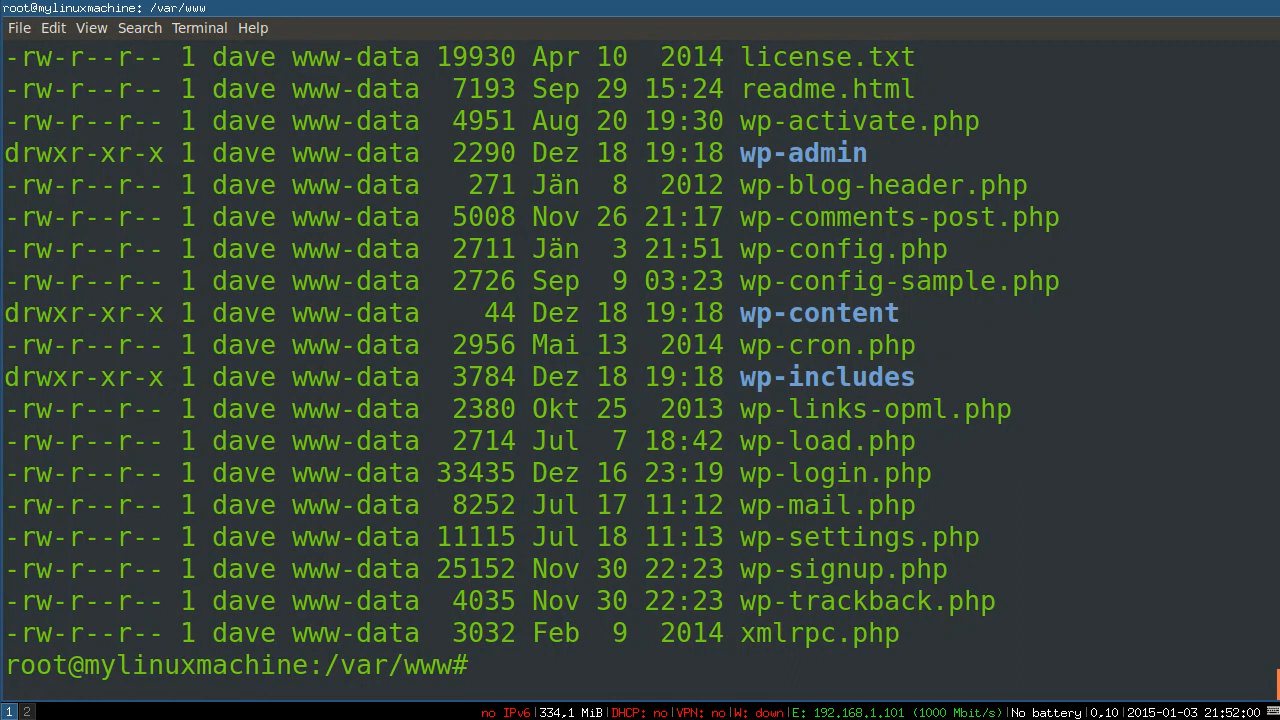 root@mylinuxmachine: /var/www
File Edit View Search Terminal Help
-rw-r--r-- 1 dave www-data 19930 Apr 10  2014 license.txt
-rw-r--r-- 1 dave www-data  7193 Sep 29 15:24 readme.html
-rw-r--r-- 1 dave www-data  4951 Aug 20 19:30 wp-activate.php
drwxr-xr-x 1 dave www-data  2290 Dez 18 19:18 wp-admin
-rw-r--r-- 1 dave www-data   271 Jän  8  2012 wp-blog-header.php
-rw-r--r-- 1 dave www-data  5008 Nov 26 21:17 wp-comments-post.php
-rw-r--r-- 1 dave www-data  2711 Jän  3 21:51 wp-config.php
-rw-r--r-- 1 dave www-data  2726 Sep  9 03:23 wp-config-sample.php
drwxr-xr-x 1 dave www-data    44 Dez 18 19:18 wp-content
-rw-r--r-- 1 dave www-data  2956 Mai 13  2014 wp-cron.php
drwxr-xr-x 1 dave www-data  3784 Dez 18 19:18 wp-includes
-rw-r--r-- 1 dave www-data  2380 Okt 25  2013 wp-links-opml.php
-rw-r--r-- 1 dave www-data  2714 Jul  7 18:42 wp-load.php
-rw-r--r-- 1 dave www-data 33435 Dez 16 23:19 wp-login.php
-rw-r--r-- 1 dave www-data  8252 Jul 17 11:12 wp-mail.php
-rw-r--r-- 1 dave www-data 11115 Jul 18 11:13 wp-settings.php
-rw-r--r-- 1 dave www-data 25152 Nov 30 22:23 wp-signup.php
-rw-r--r-- 1 dave www-data  4035 Nov 30 22:23 wp-trackback.php
-rw-r--r-- 1 dave www-data  3032 Feb  9  2014 xmlrpc.php
root@mylinuxmachine:/var/www#
1 2 no IPv6|334,1 MiB|DHCP: no|VPN: no|W: down|E: 192.168.1.101 (1000 Mbit/s)|No battery|0,10|2015-01-03 21:52:00